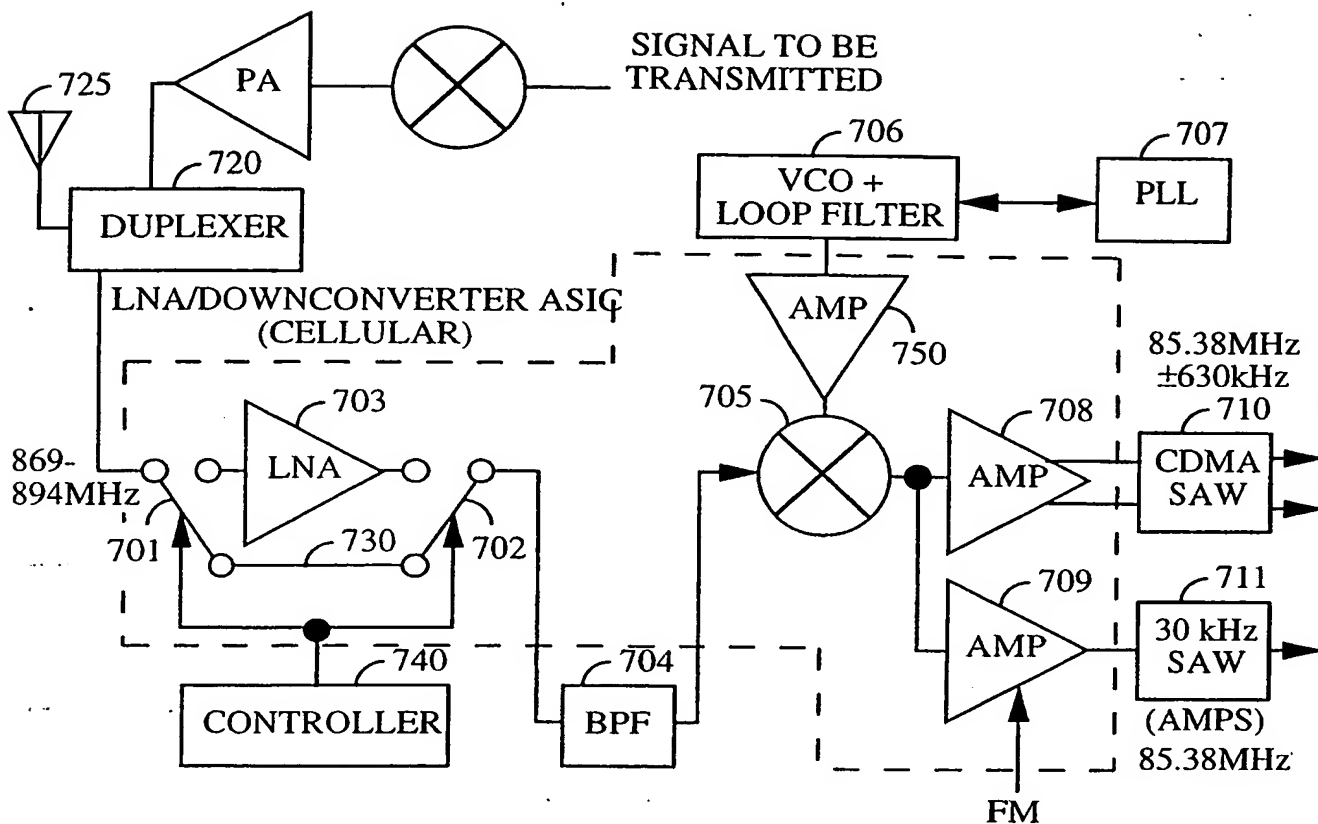 SIGNAL TO BE
TRANSMITTED
PA
725
720
DUPLEXER
706
VCO +
LOOP FILTER
707
PLL
LNA/DOWNCONVERTER ASIC
(CELLULAR)
AMP
750
85.38MHz
±630kHz
703
LNA
705
708
AMP
710
CDMA
SAW
869-
894MHz
701
730
702
709
AMP
711
30 kHz
SAW
740
CONTROLLER
704
BPF
(AMPS)
85.38MHz
FM